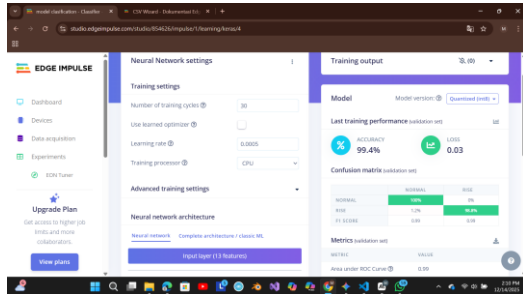 model clasification - Classifier
CSV Wizard - Dokumentasi Edge
studio.edgeimpulse.com/studio/854626/impulse/1/learning/keras/4
EDGE IMPULSE
Dashboard
Devices
Data acquisition
Experiments
EON Tuner
Upgrade Plan
Get access to higher job
limits and more
collaborators.
View plans
Neural Network settings
Training settings
Number of training cycles 30
Use learned optimizer
Learning rate 0.0005
Training processor CPU
Advanced training settings
Neural network architecture
Neural network Complete architecture / classic ML
Input layer (13 features)
Training output
(0)
Model
Model version: Quantized (int8)
Last training performance (validation set)
ACCURACY
99.4%
LOSS
0.03
Confusion matrix (validation set)
NORMAL RISE
NORMAL 100% 0%
RISE 1.2% 98.8%
F1 SCORE 0.99 0.99
Metrics (validation set)
METRIC VALUE
Area under ROC Curve 0.99
2:10 PM
12/14/2025